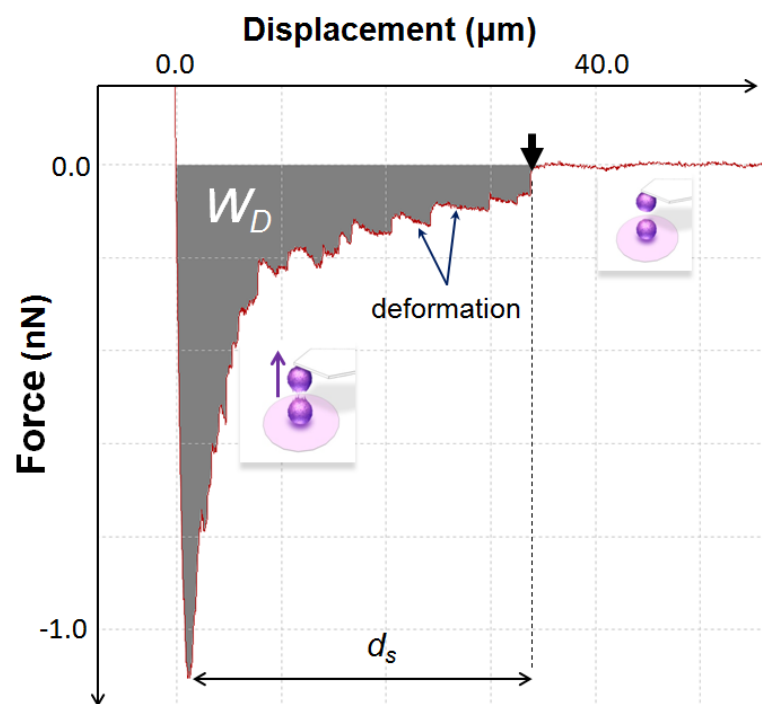 Displacement (µm)
0.0
40.0
0.0
W_D
deformation
Force (nN)
-1.0
d_s